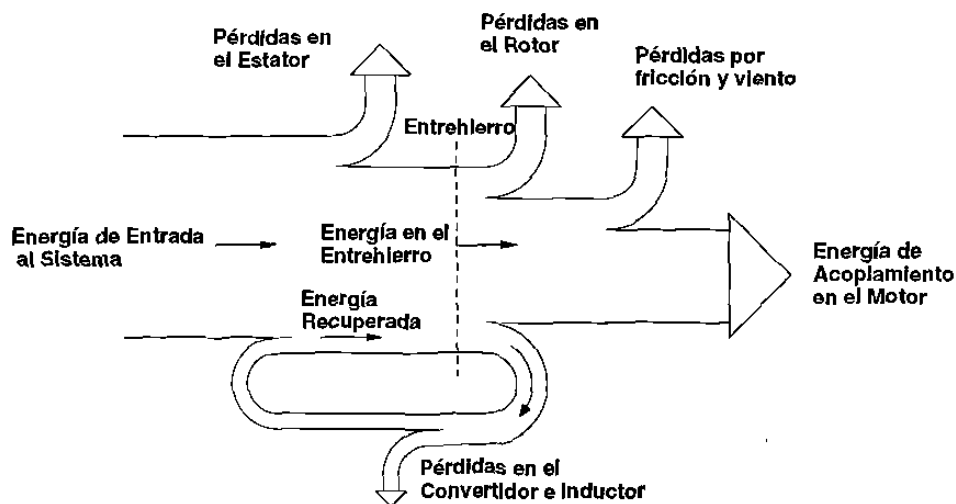 Pérdidas en
el Estator
Pérdidas en
el Rotor
Pérdidas por
fricción y viento
Entrehierro
Energía de Entrada
al Sistema
Energía en el
Entrehierro
Energía de
Acoplamiento
en el Motor
Energía
Recuperada
Pérdidas en el
Convertidor e Inductor